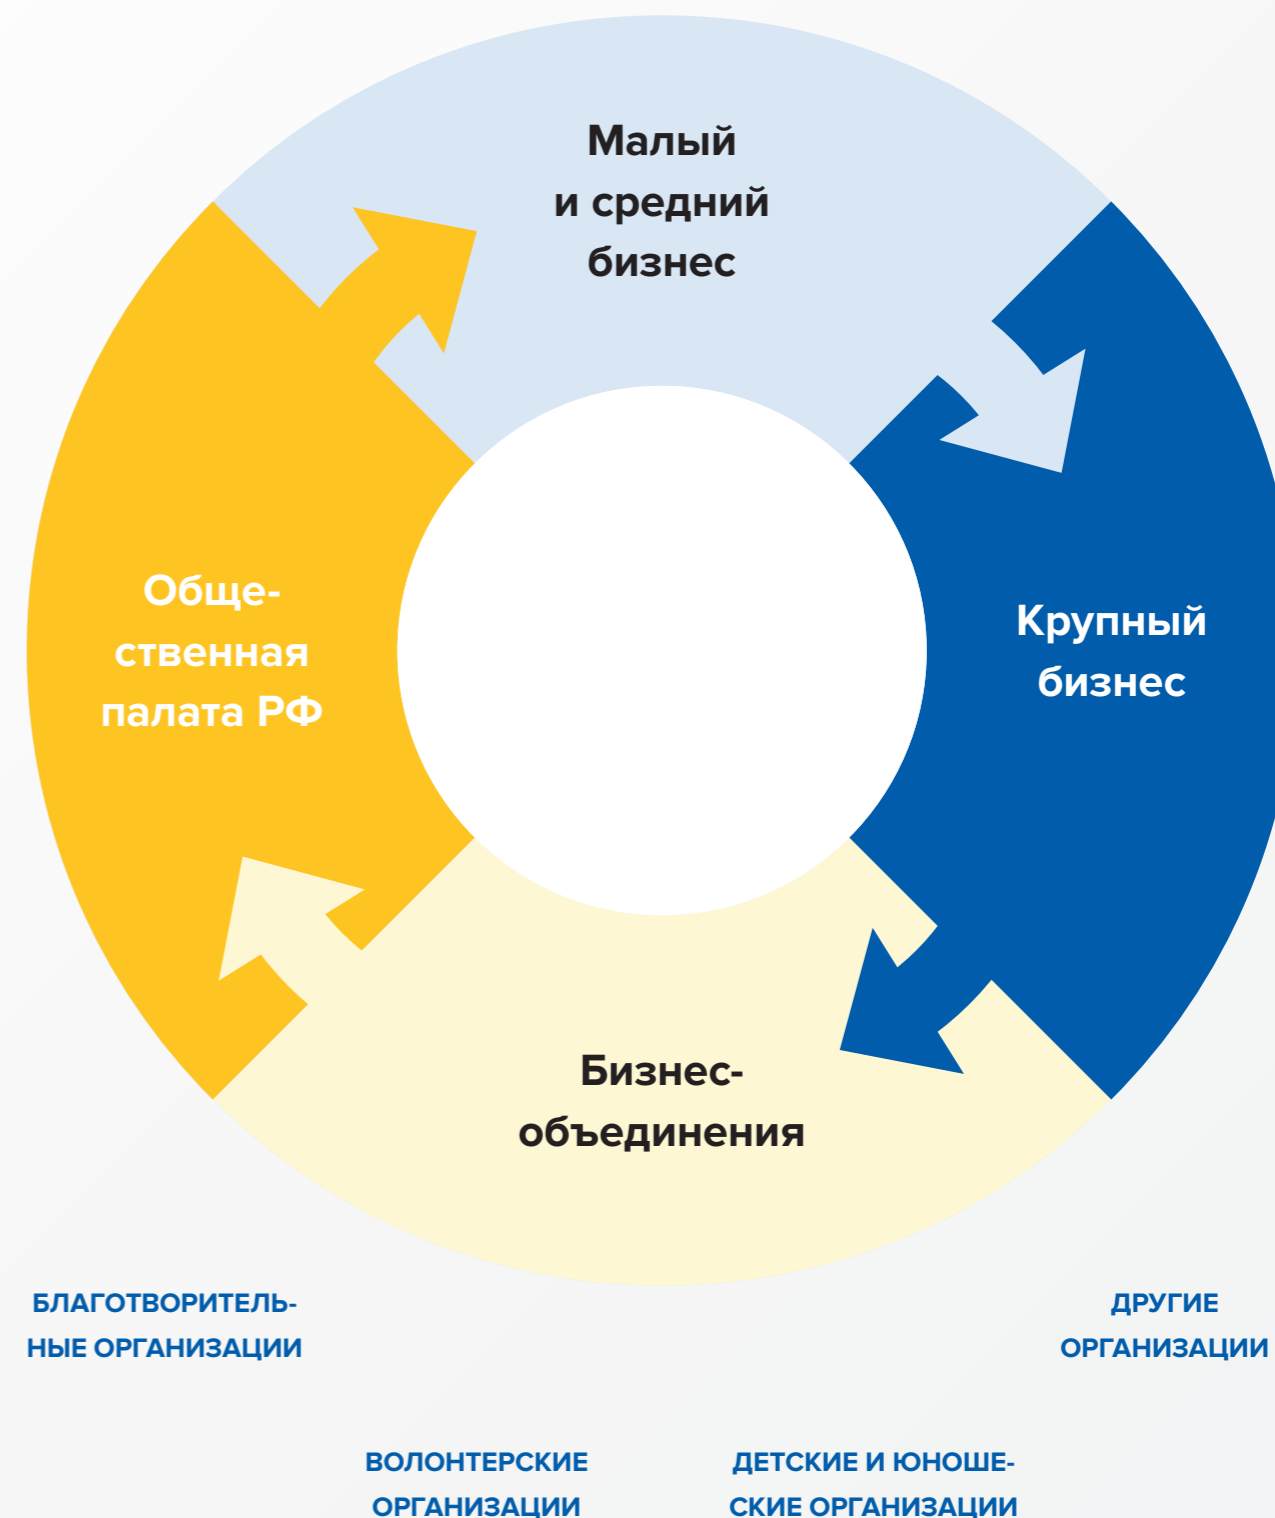 Малый
и средний
бизнес
Обще-
ственная
палата РФ
Крупный
бизнес
Бизнес-
объединения
БЛАГОТВОРИТЕЛЬ-
НЫЕ ОРГАНИЗАЦИИ
ДРУГИЕ
ОРГАНИЗАЦИИ
ВОЛОНТЕРСКИЕ
ОРГАНИЗАЦИИ
ДЕТСКИЕ И ЮНОШЕ-
СКИЕ ОРГАНИЗАЦИИ